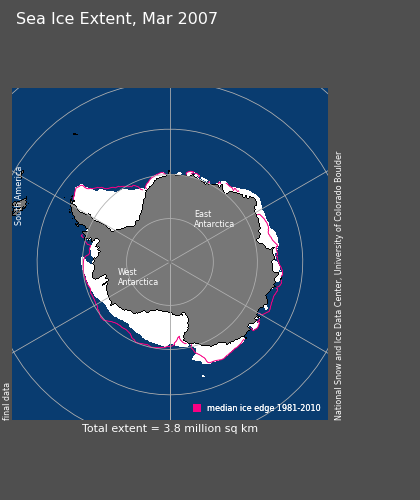 Sea Ice Extent, Mar 2007
South America
East
Antarctica
West
Antarctica
National Snow and Ice Data Center, University of Colorado Boulder
final data
median ice edge 1981-2010
Total extent = 3.8 million sq km